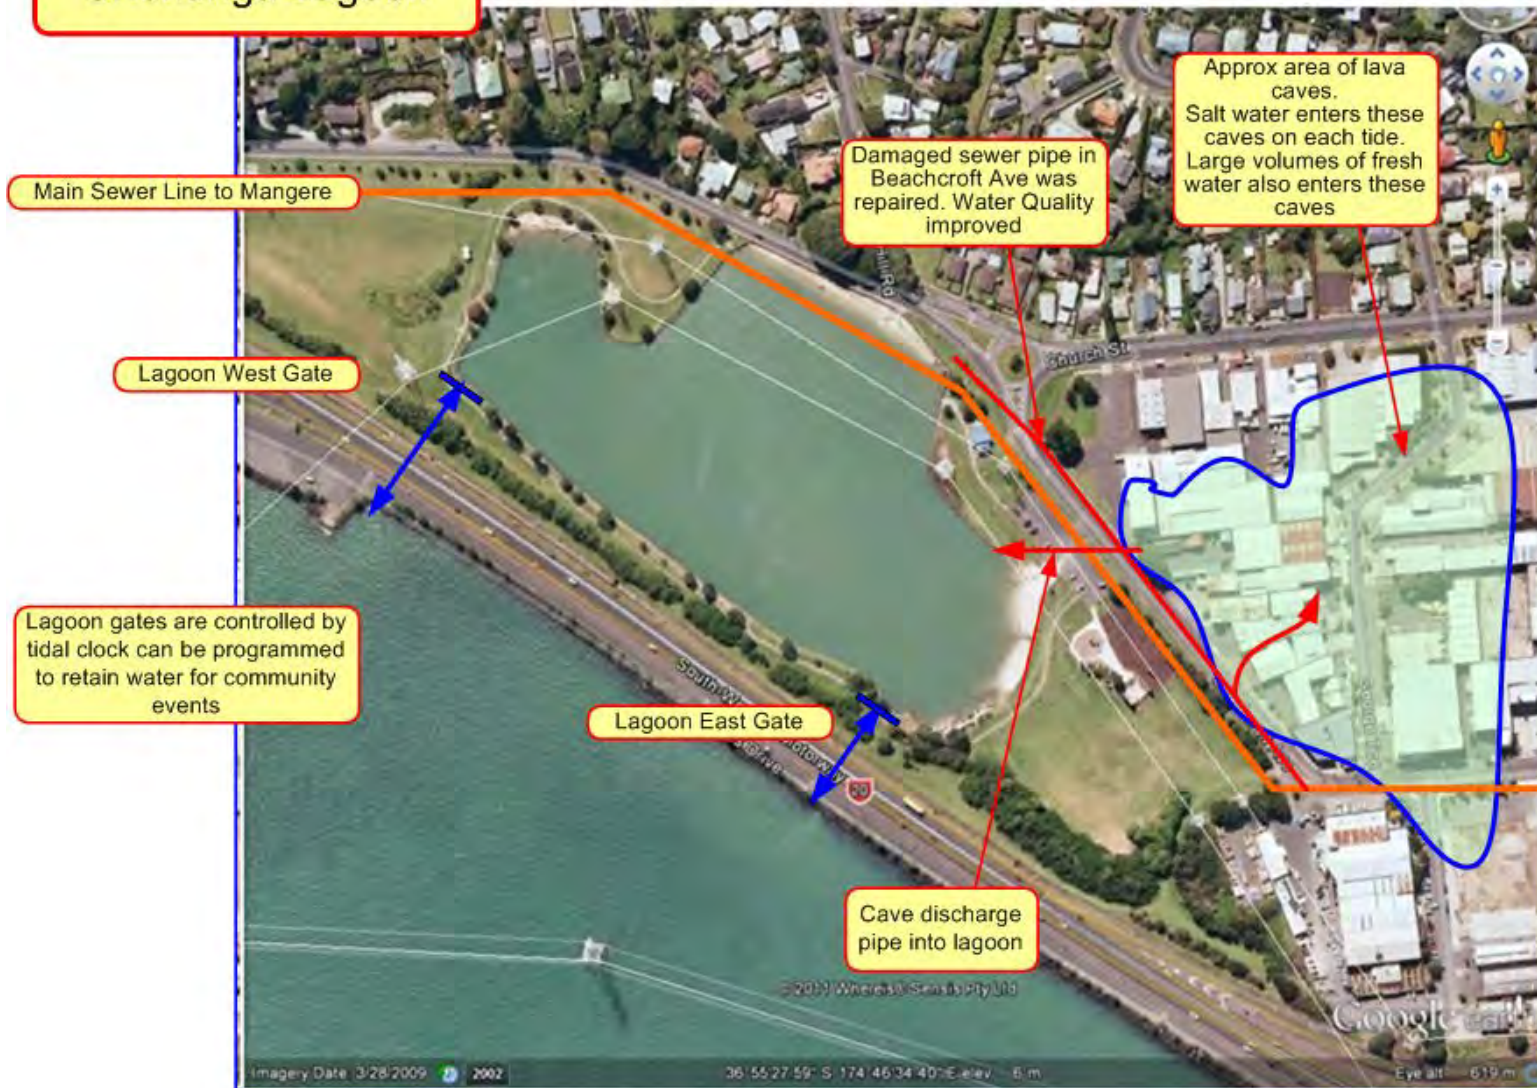 Approx area of lava
caves.
Salt water enters these
caves on each tide.
Large volumes of fresh
water also enters these
caves
Damaged sewer pipe in
Beachcroft Ave was
repaired. Water Quality
improved
Main Sewer Line to Mangere
Hill Rd
Church St
Lagoon West Gate
Lagoon gates are controlled by
tidal clock can be programmed
to retain water for community
events
Lagoon East Gate
20
Cave discharge
pipe into lagoon
© 2011 Whereis® Sensis Pty Ltd
Google
Imagery Date: 3/28/2009 2002 36°55'27.59" S 174°46'34.40" E elev 6 m Eye alt 619 m